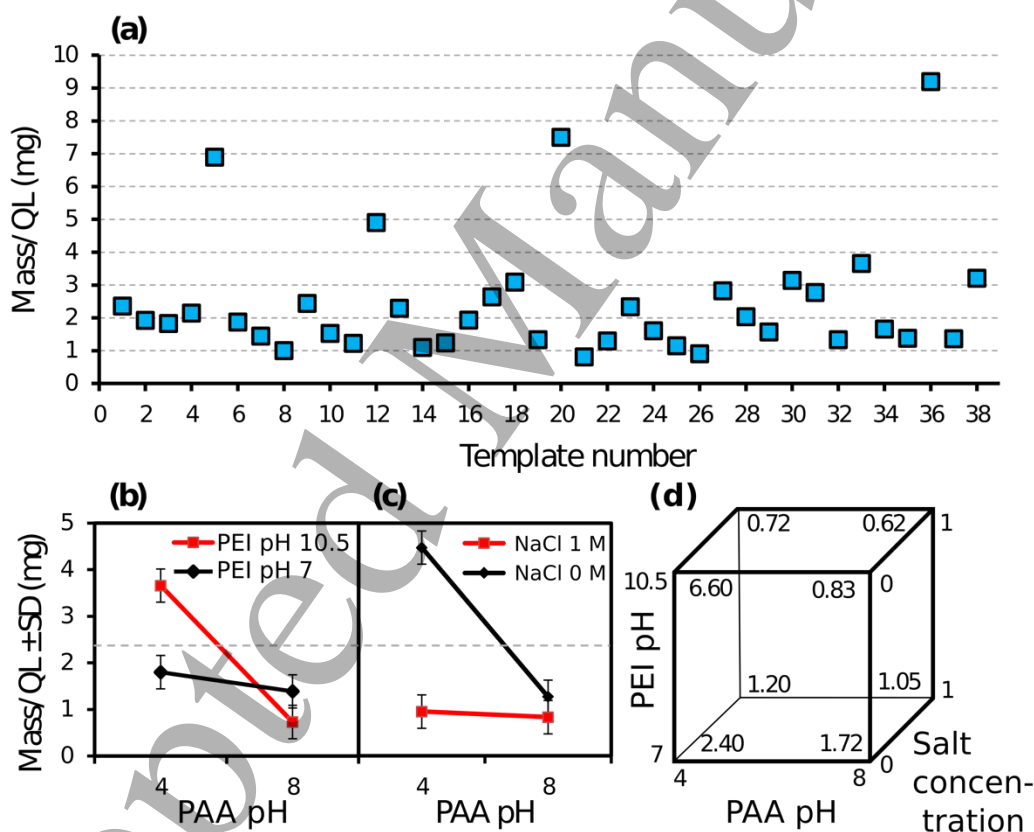 (a)
10
9
8
7
6
5
4
3
2
1
0
Mass/ QL (mg)
0 2 4 6 8 10 12 14 16 18 20 22 24 26 28 30 32 34 36 38
Template number
(b)
5
4
3
2
1
0
Mass/ QL ±SD (mg)
PEI pH 10.5
PEI pH 7
4 8
PAA pH
(c)
NaCl 1 M
NaCl 0 M
4 8
PAA pH
(d)
0.72 0.62 1
10.5 6.60 0.83 0
PEI pH
1.20 1.05 1
7 2.40 1.72 0
4 8
PAA pH
Salt
concen-
tration
pted Manu